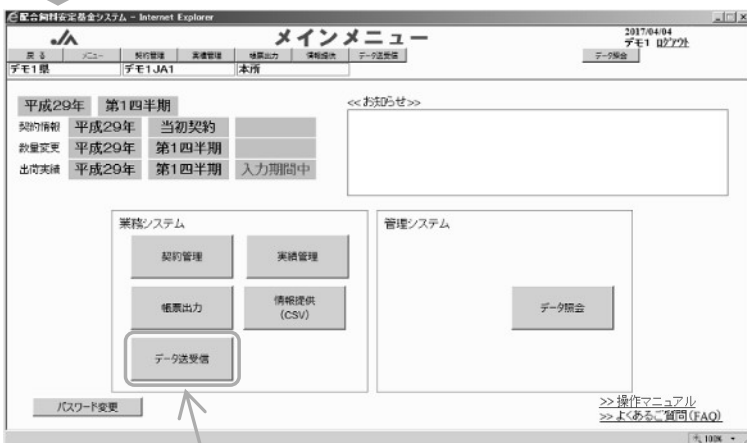 配合飼料安定基金システム - Internet Explorer
JA
メインメニュー
2017/04/04
デモ1 ログアウト
戻る メニュー 契約管理 実績管理 帳票出力 情報提供 データ送受信 データ照会
デモ1県 デモ1JA1 本所
平成29年 第1四半期
<<お知らせ>>
契約情報 平成29年 当初契約
数量変更 平成29年 第1四半期
出荷実績 平成29年 第1四半期 入力期間中
業務システム
管理システム
契約管理 実績管理
帳票出力 情報提供
(CSV)
データ照会
データ送受信
パスワード変更
>> 操作マニュアル
>> よくあるご質問(FAQ)
100%